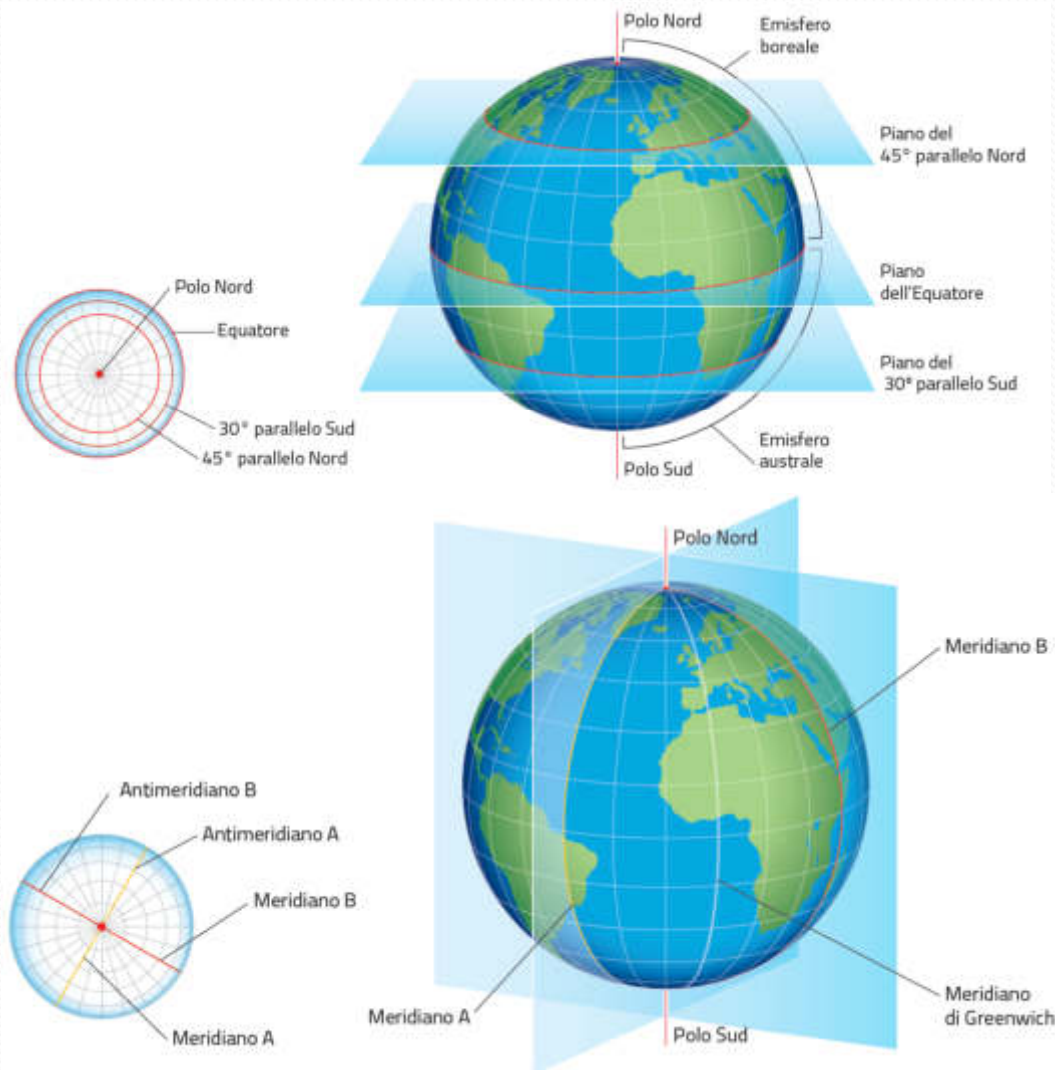 Polo Nord
Emisfero
boreale
Piano del
45° parallelo Nord
Piano
dell'Equatore
Piano del
30° parallelo Sud
Emisfero
australe
Polo Sud
Polo Nord
Equatore
30° parallelo Sud
45° parallelo Nord
Polo Nord
Meridiano B
Meridiano A
Meridiano
di Greenwich
Polo Sud
Antimeridiano B
Antimeridiano A
Meridiano B
Meridiano A